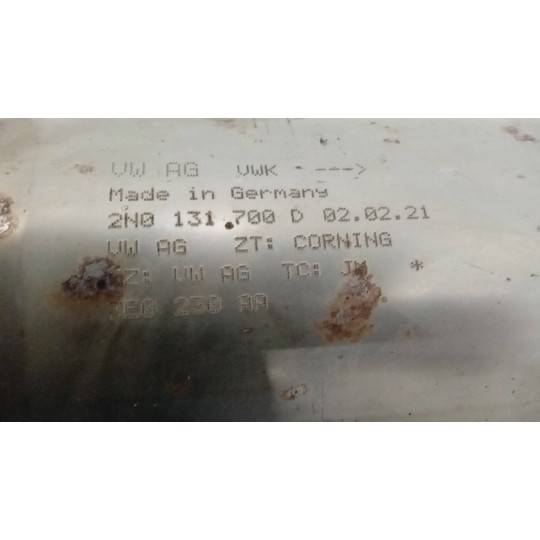 VW AG VWK --->
Made in Germany
2N0 131 700 D 02.02.21
VW AG ZT: CORNING
VW AG TC: JM *
250 AA